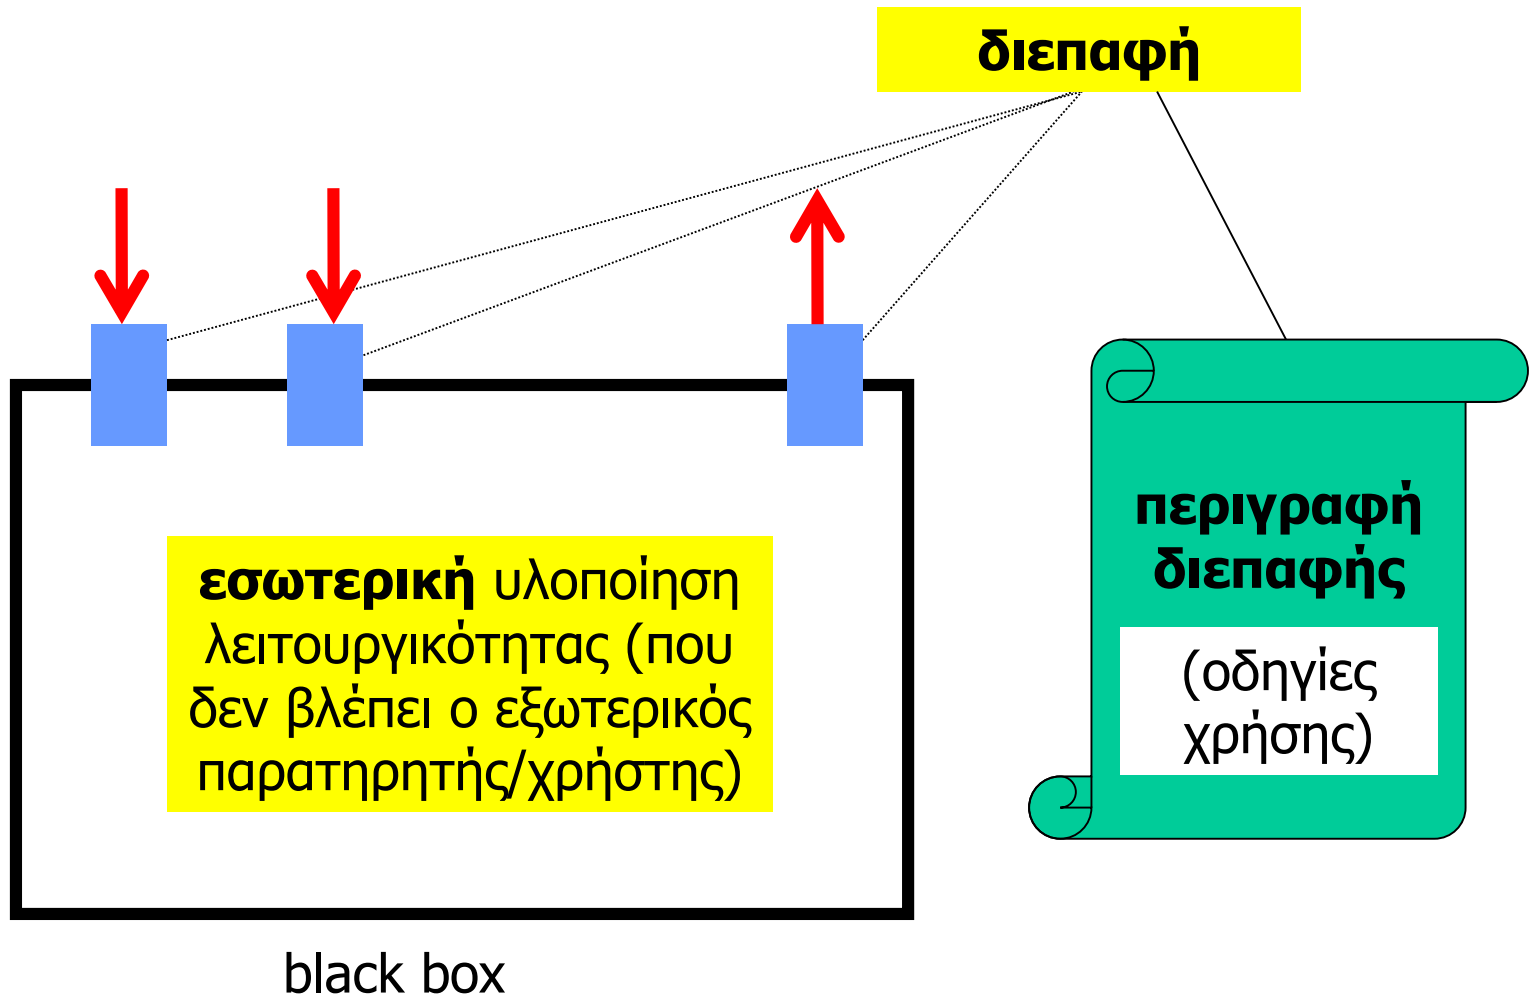 διεπαφή
εσωτερική υλοποίηση
λειτουργικότητας (που
δεν βλέπει ο εξωτερικός
παρατηρητής/χρήστης)
περιγραφή
διεπαφής
(οδηγίες
χρήσης)
black box